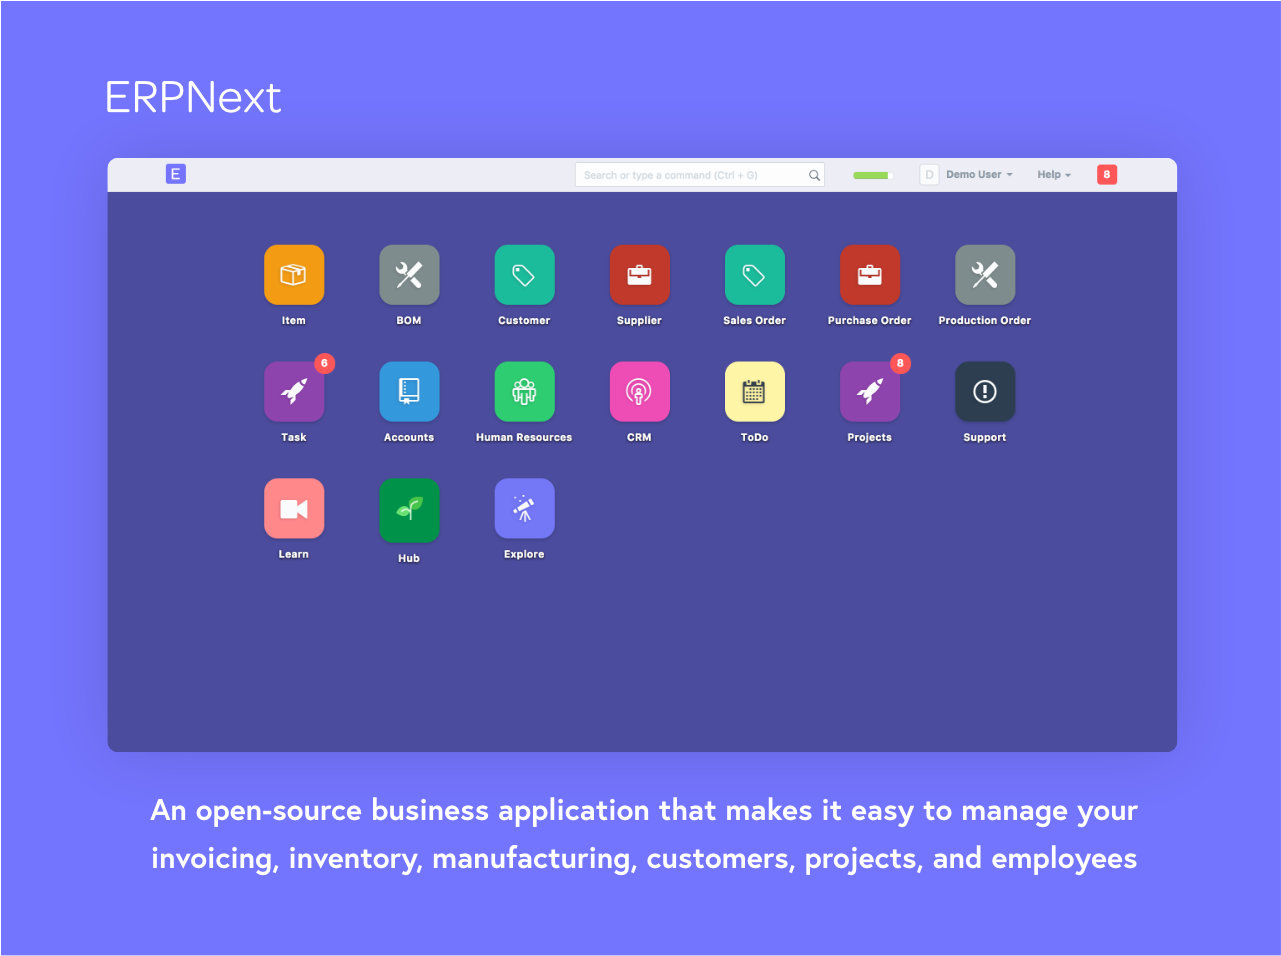 ERPNext
E
Search or type a command (Ctrl + G)
D Demo User
Help
8
Item
BOM
Customer
Supplier
Sales Order
Purchase Order
Production Order
6
8
Task
Accounts
Human Resources
CRM
ToDo
Projects
Support
Learn
Hub
Explore
An open-source business application that makes it easy to manage your
invoicing, inventory, manufacturing, customers, projects, and employees